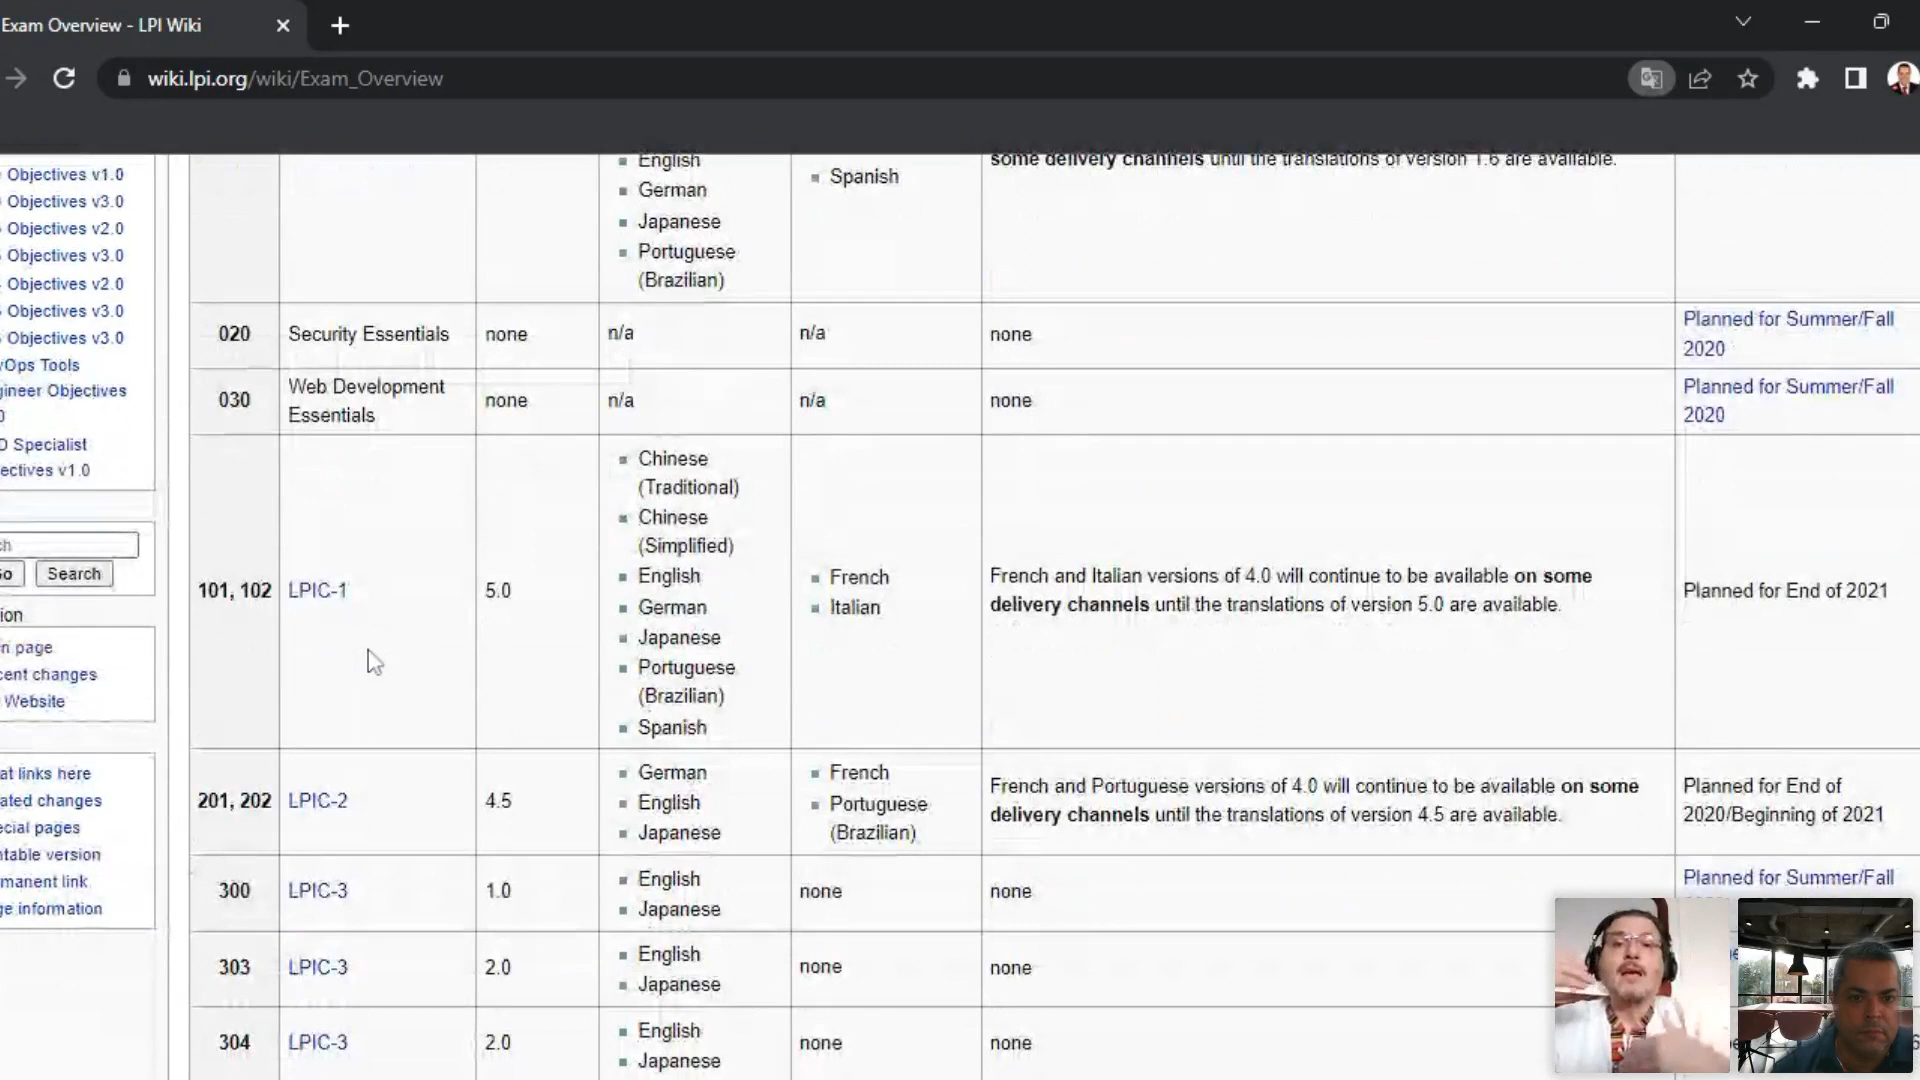 Exam Overview - LPI Wiki
wiki.lpi.org/wiki/Exam_Overview
Objectives v1.0
Objectives v3.0
Objectives v2.0
Objectives v3.0
Objectives v2.0
Objectives v3.0
Objectives v3.0
Ops Tools
Objectives
Specialist
v1.0
Search
page
changes
Website
links here
changes
pages
version
link
information
English
German
Japanese
Portuguese
(Brazilian)
Spanish
some delivery channels until the translations of version 1.6 are available.
020
Security Essentials
none
n/a
n/a
none
Planned for Summer/Fall
2020
030
Web Development
Essentials
none
n/a
n/a
none
Planned for Summer/Fall
2020
101, 102
LPIC-1
5.0
Chinese
(Traditional)
Chinese
(Simplified)
English
German
Japanese
Portuguese
(Brazilian)
Spanish
French
Italian
French and Italian versions of 4.0 will continue to be available on some
delivery channels until the translations of version 5.0 are available.
Planned for End of 2021
201, 202
LPIC-2
4.5
German
English
Japanese
French
Portuguese
(Brazilian)
French and Portuguese versions of 4.0 will continue to be available on some
delivery channels until the translations of version 4.5 are available.
Planned for End of
2020/Beginning of 2021
300
LPIC-3
1.0
English
Japanese
none
none
Planned for Summer/Fall
303
LPIC-3
2.0
English
Japanese
none
none
304
LPIC-3
2.0
English
Japanese
none
none